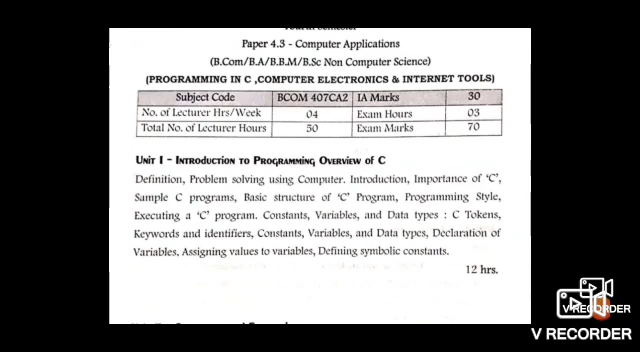 Fourth Semester
Paper 4.3 - Computer Applications
(B.Com/B.A/B.B.M/B.Sc Non Computer Science)
(PROGRAMMING IN C ,COMPUTER ELECTRONICS & INTERNET TOOLS)
Subject Code BCOM 407CA2 IA Marks 30
No. of Lecturer Hrs/Week 04 Exam Hours 03
Total No. of Lecturer Hours 50 Exam Marks 70
UNIT I - INTRODUCTION TO PROGRAMMING OVERVIEW OF C
Definition, Problem solving using Computer. Introduction, Importance of 'C',
Sample C programs, Basic structure of 'C' Program, Programming Style,
Executing a 'C' program. Constants, Variables, and Data types : C Tokens,
Keywords and identifiers, Constants, Variables, and Data types, Declaration of
Variables, Assigning values to variables, Defining symbolic constants.
12 hrs.
V RECORDER
V RECORDER